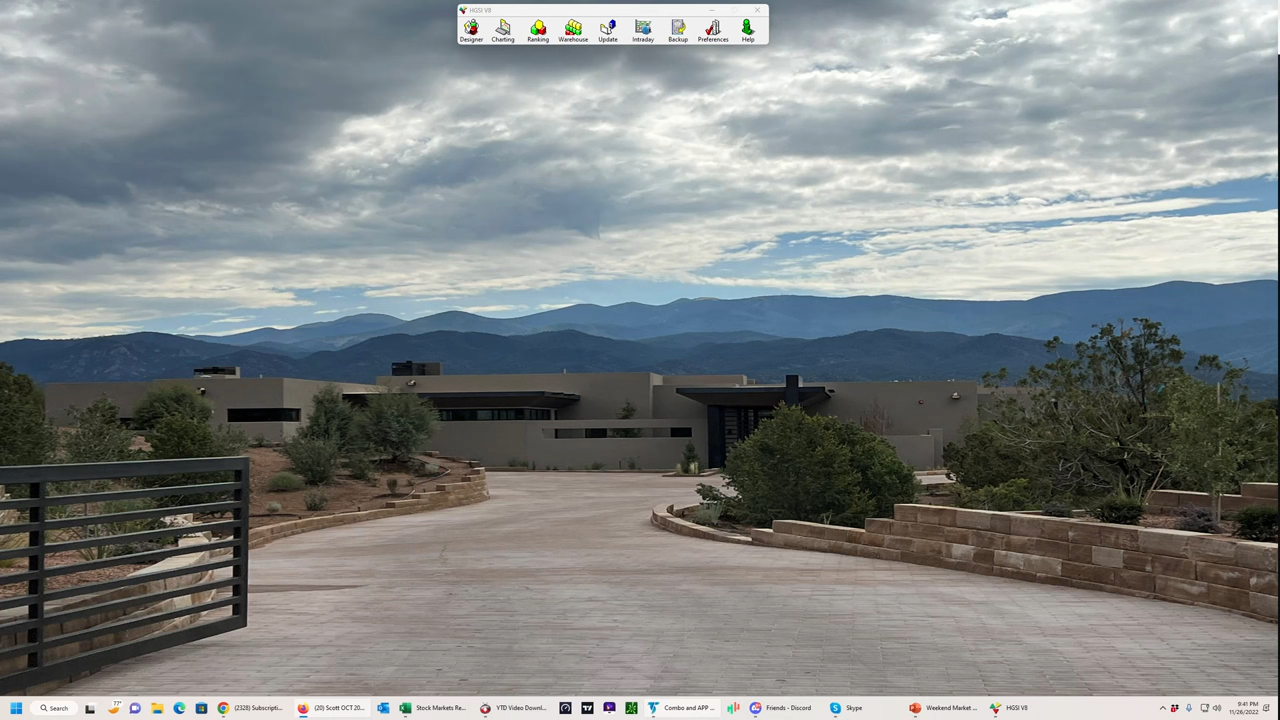 HGSI V8
Designer Charting Ranking Warehouse Update Intraday Backup Preferences Help
77°
Search
(2328) Subscripti...
(20) Scott OCT 20...
Stock Markets Re...
YTD Video Downl...
Combo and APP ...
Friends - Discord
Skype
Weekend Market ...
HGSI V8
9:41 PM
11/26/2022